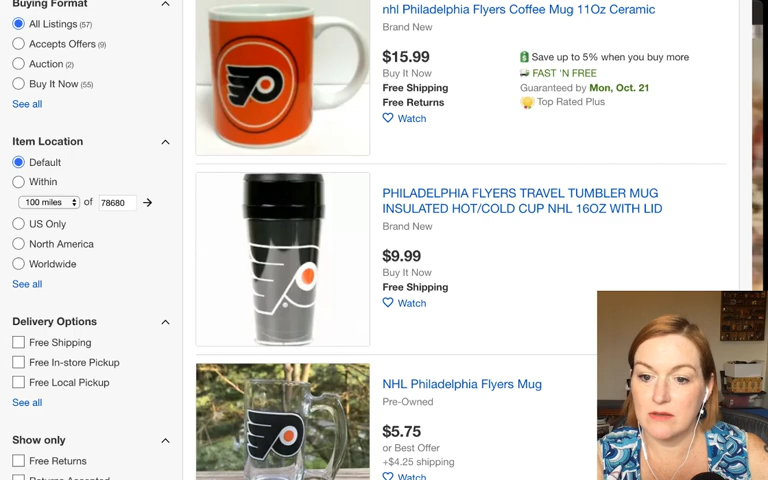 Buying Format
All Listings (57)
Accepts Offers (9)
Auction (2)
Buy It Now (55)
See all
Item Location
Default
Within
100 miles of 78680
US Only
North America
Worldwide
See all
Delivery Options
Free Shipping
Free In-store Pickup
Free Local Pickup
See all
Show only
Free Returns
Returns Accepted
nhl Philadelphia Flyers Coffee Mug 11Oz Ceramic
Brand New
$15.99
Buy It Now
Free Shipping
Free Returns
Watch
Save up to 5% when you buy more
FAST 'N FREE
Guaranteed by Mon, Oct. 21
Top Rated Plus
PHILADELPHIA FLYERS TRAVEL TUMBLER MUG
INSULATED HOT/COLD CUP NHL 16OZ WITH LID
Brand New
$9.99
Buy It Now
Free Shipping
Watch
NHL Philadelphia Flyers Mug
Pre-Owned
$5.75
or Best Offer
+$4.25 shipping
Watch